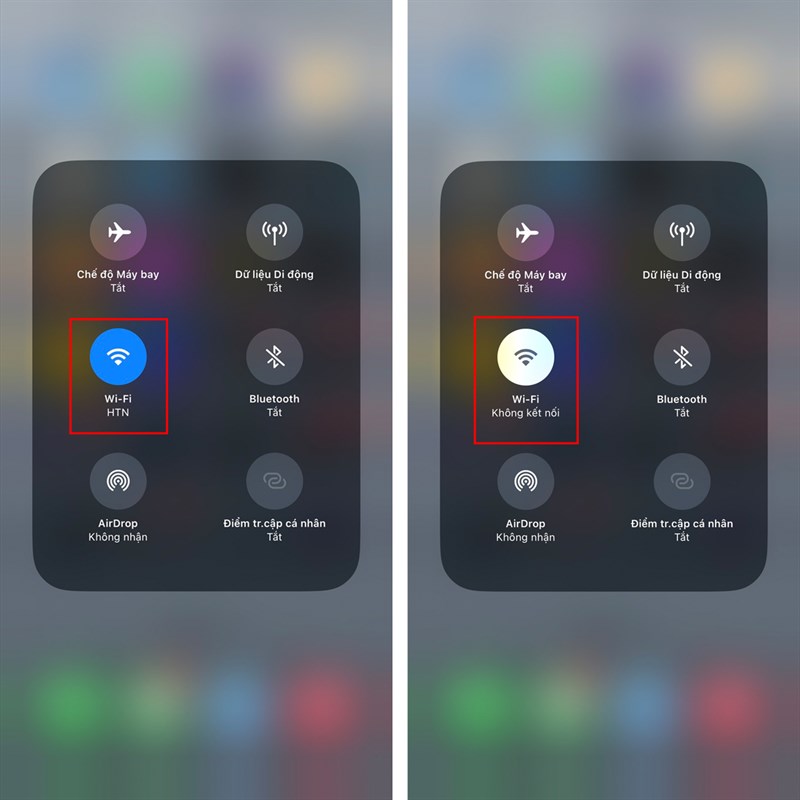 Chế độ Máy bay
Tắt
Dữ liệu Di động
Tắt
Wi-Fi
HTN
Bluetooth
Tắt
AirDrop
Không nhận
Điểm tr.cập cá nhân
Tắt
Chế độ Máy bay
Tắt
Dữ liệu Di động
Tắt
Wi-Fi
Không kết nối
Bluetooth
Tắt
AirDrop
Không nhận
Điểm tr.cập cá nhân
Tắt